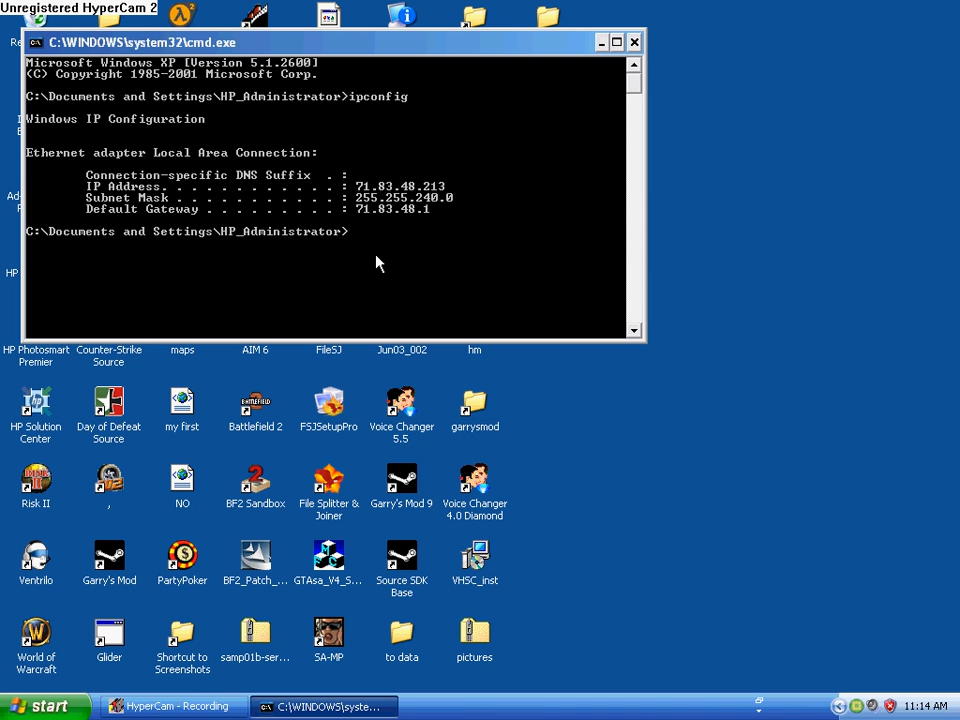 Unregistered HyperCam 2
C:\WINDOWS\system32\cmd.exe
Microsoft Windows XP [Version 5.1.2600]
(C) Copyright 1985-2001 Microsoft Corp.
C:\Documents and Settings\HP_Administrator>ipconfig
Windows IP Configuration
Ethernet adapter Local Area Connection:
Connection-specific DNS Suffix  . :
IP Address. . . . . . . . . . . . : 71.83.48.213
Subnet Mask . . . . . . . . . . . : 255.255.240.0
Default Gateway . . . . . . . . . : 71.83.48.1
C:\Documents and Settings\HP_Administrator>
HP Photosmart Premier
Counter-Strike Source
maps
AIM 6
FileSJ
Jun03_002
hm
HP Solution Center
Day of Defeat Source
my first
Battlefield 2
FSJSetupPro
Voice Changer 5.5
garrysmod
Risk II
,
NO
BF2 Sandbox
File Splitter & Joiner
Garry's Mod 9
Voice Changer 4.0 Diamond
Ventrilo
Garry's Mod
PartyPoker
BF2_Patch_...
GTAsa_V4_S...
Source SDK Base
VHSC_inst
World of Warcraft
Glider
Shortcut to Screenshots
samp01b-ser...
SA-MP
to data
pictures
start
HyperCam - Recording
C:\WINDOWS\syste...
11:14 AM